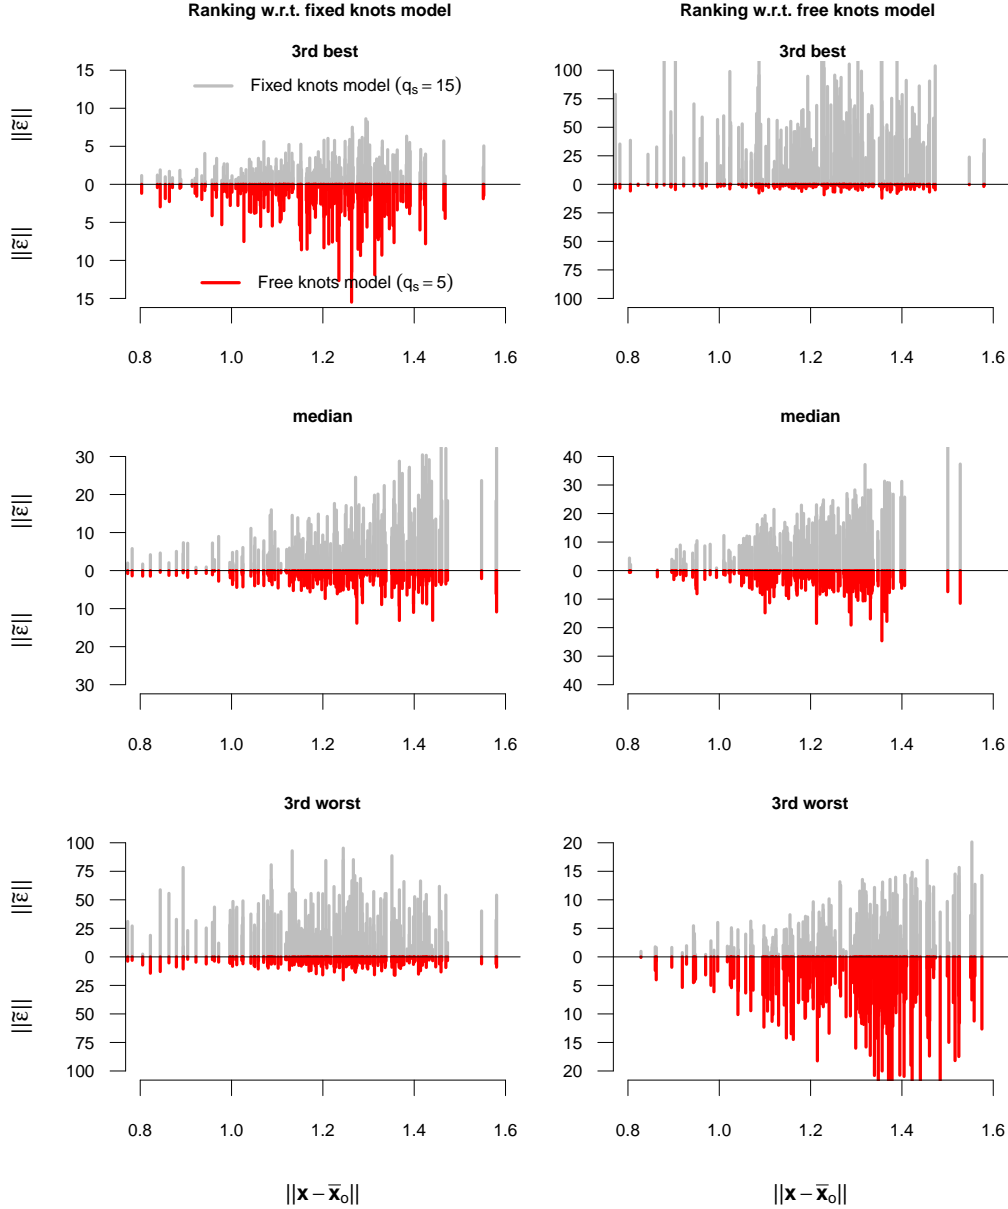 Ranking w.r.t. fixed knots model
Ranking w.r.t. free knots model
3rd best
3rd best
Fixed knots model (qs = 15)
Free knots model (qs = 5)
||ε̃||
||ε̃||
15
10
5
0
5
10
15
0.8 1.0 1.2 1.4 1.6
100
75
50
25
0
25
50
75
100
0.8 1.0 1.2 1.4 1.6
median
median
||ε̃||
||ε̃||
30
20
10
0
10
20
30
0.8 1.0 1.2 1.4 1.6
40
30
20
10
0
10
20
30
40
0.8 1.0 1.2 1.4 1.6
3rd worst
3rd worst
||ε̃||
||ε̃||
100
75
50
25
0
25
50
75
100
0.8 1.0 1.2 1.4 1.6
20
15
10
5
0
5
10
15
20
0.8 1.0 1.2 1.4 1.6
||x − x̄o||
||x − x̄o||